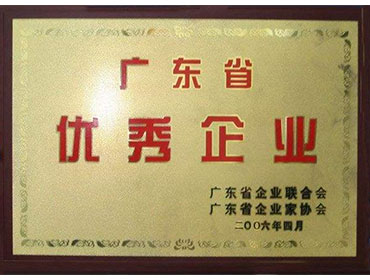 广东省
优秀企业
广东省企业联合会
广东省企业家协会
二〇〇六年四月